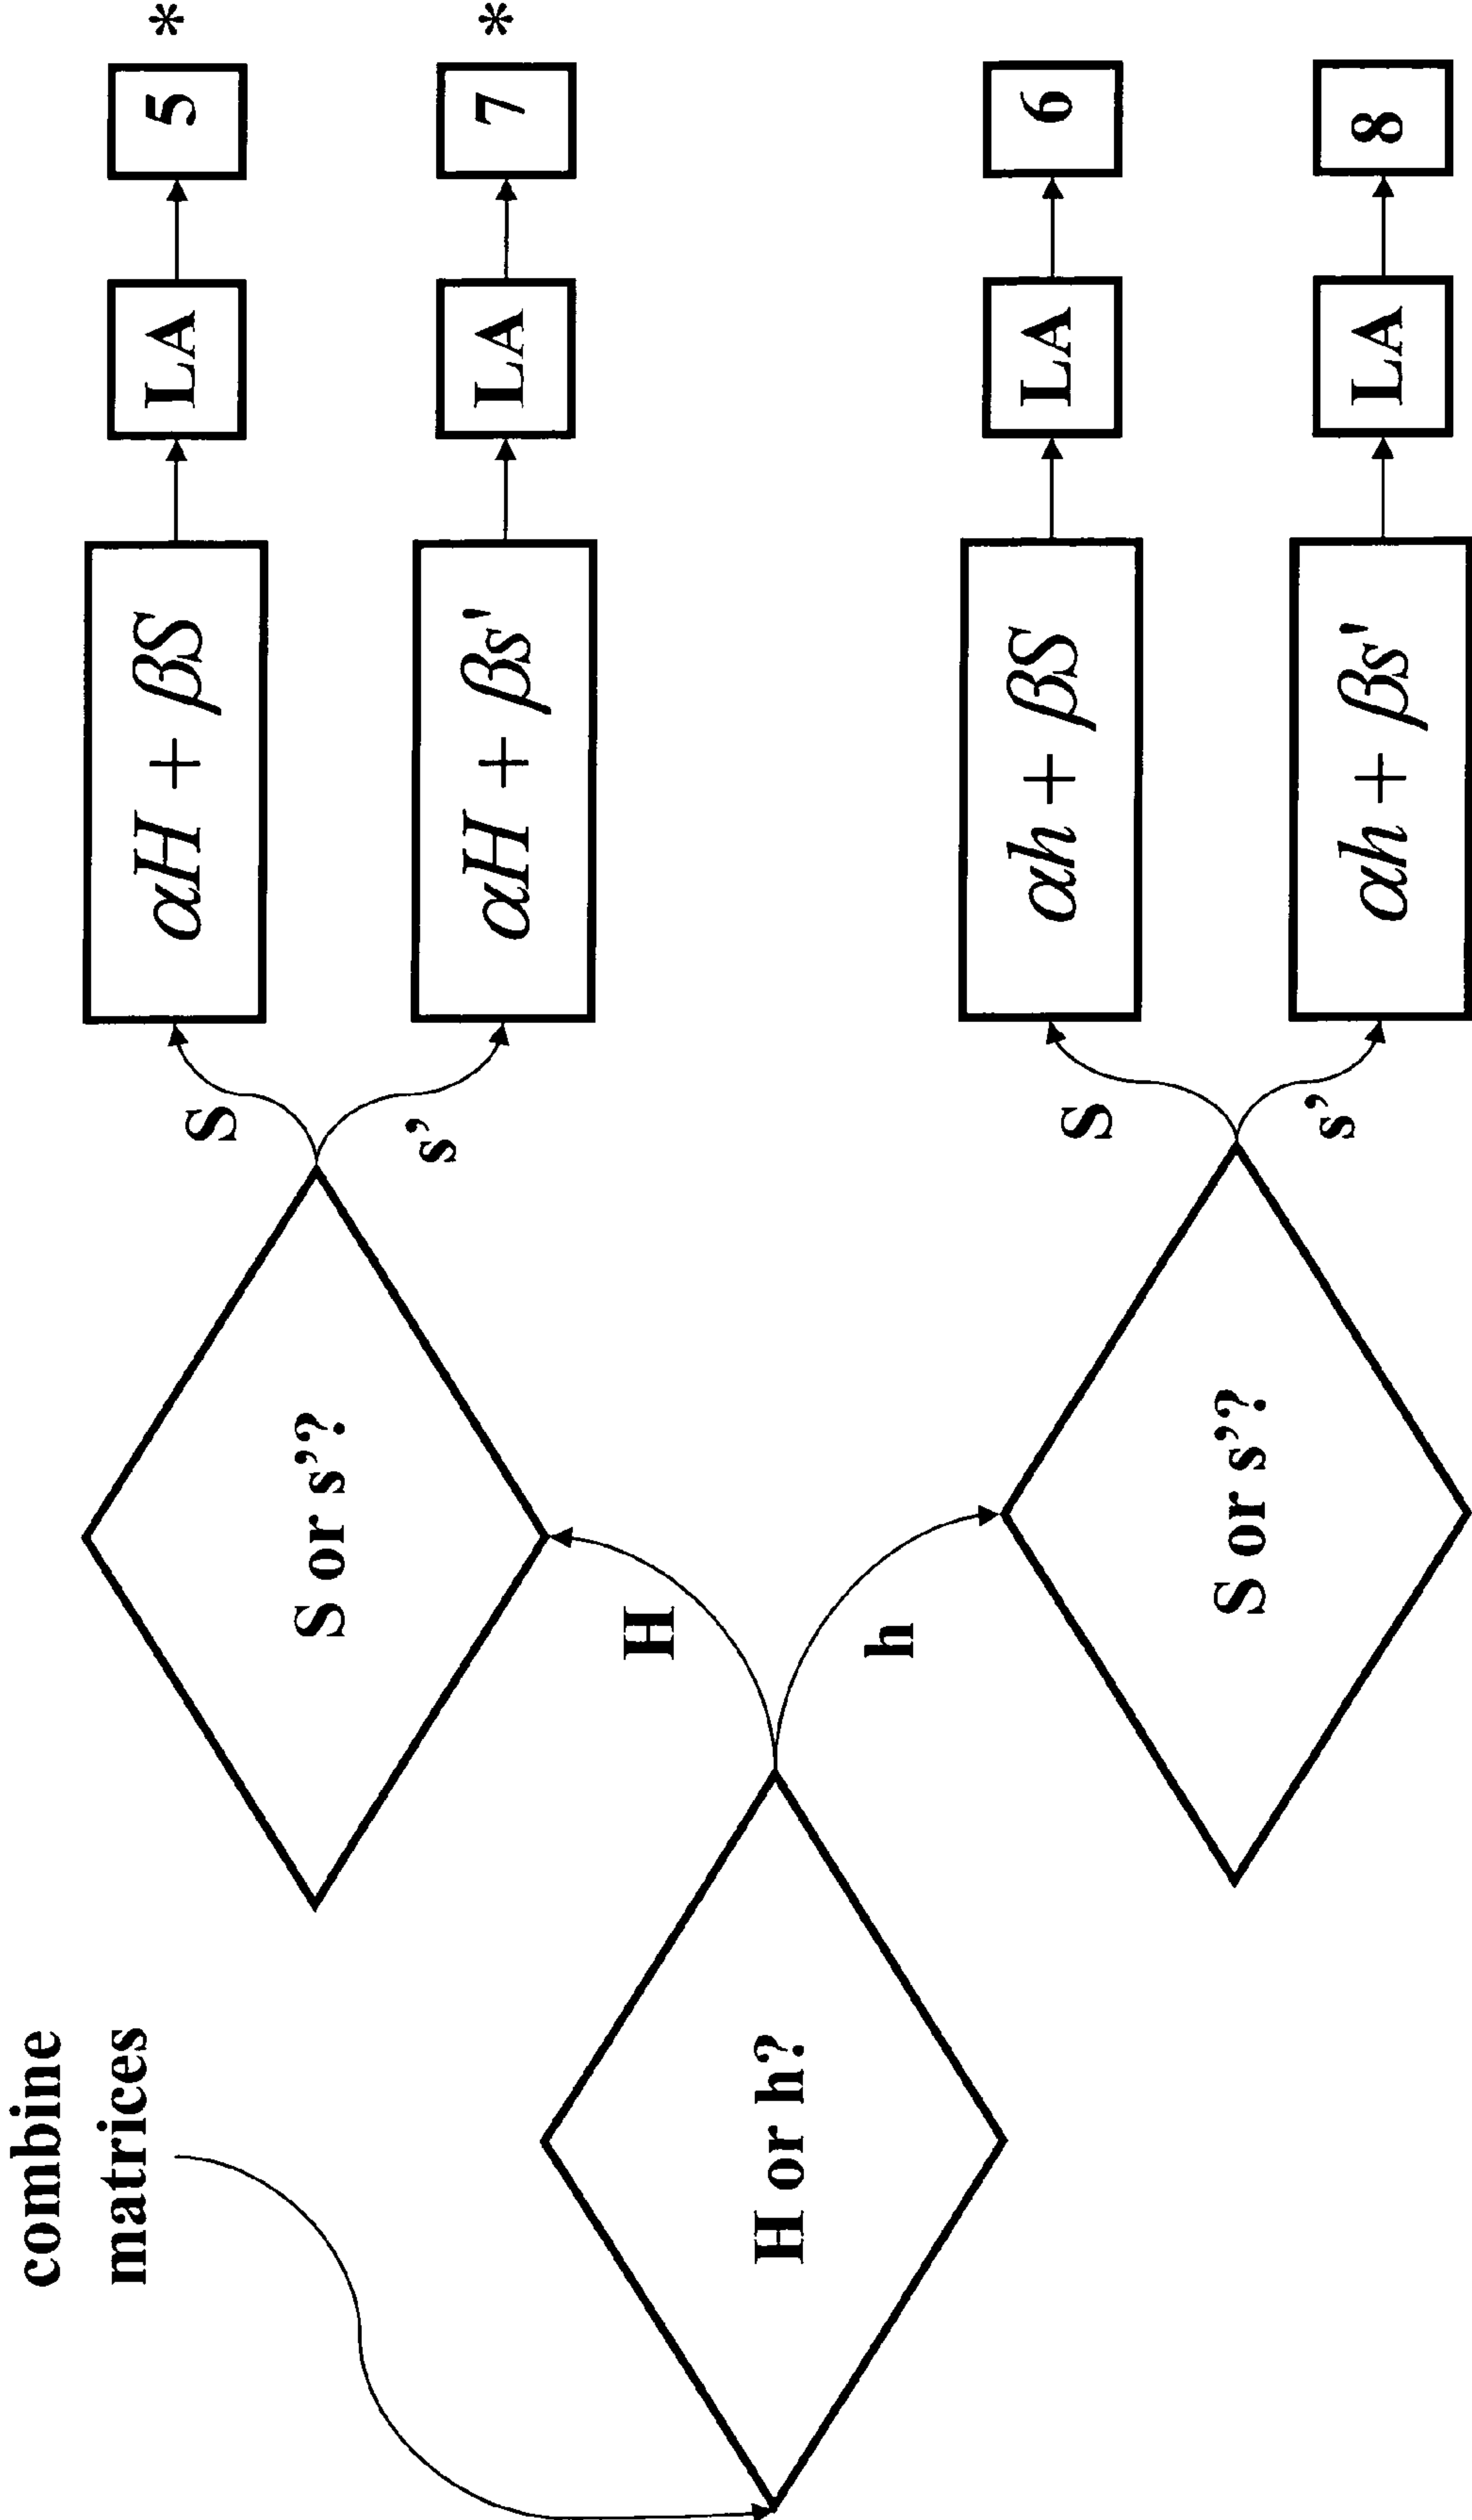 combine
matrices
H or h?
H
h
S or s'?
S
s'
αH + βS
LA
5
*
αH + βs'
LA
7
*
S or s'?
S
s'
αh + βS
LA
6
αh + βs'
LA
8